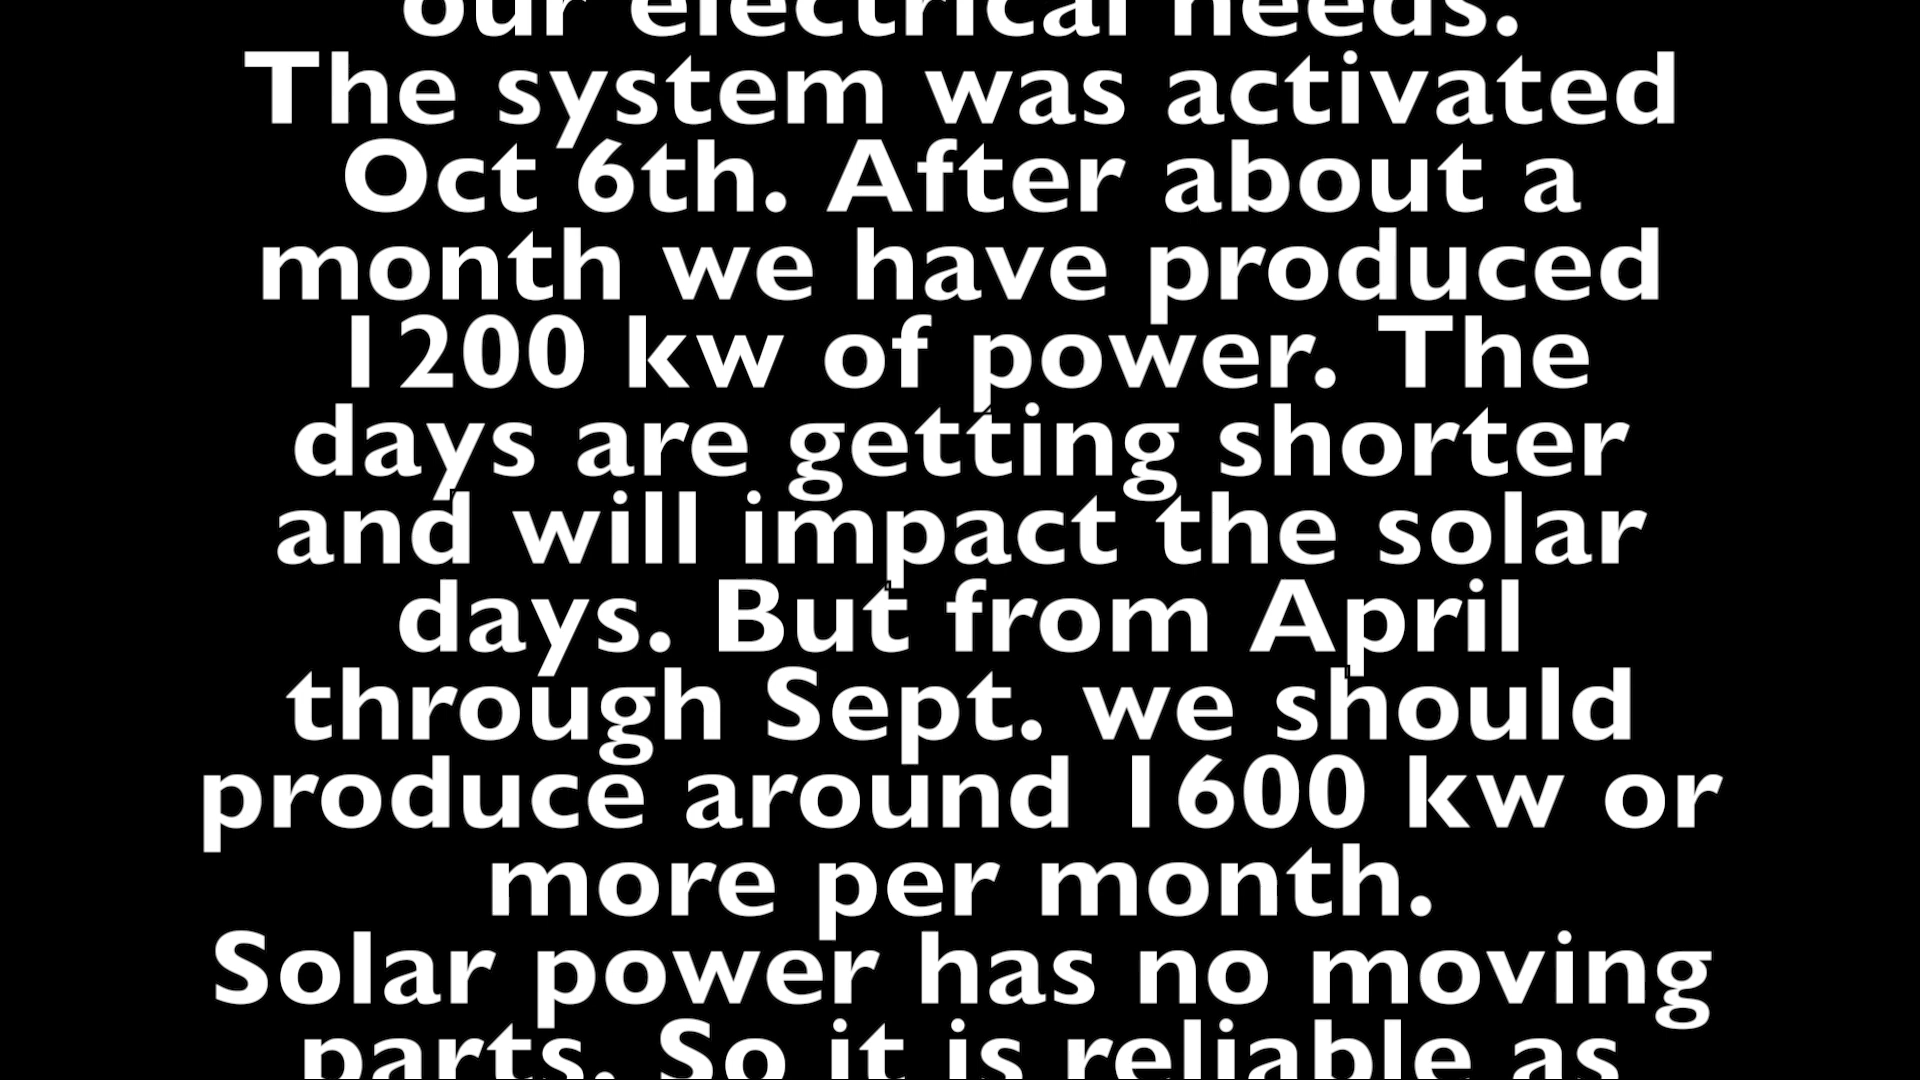 our electrical needs.
The system was activated
Oct 6th. After about a
month we have produced
1200 kw of power. The
days are getting shorter
and will impact the solar
days. But from April
through Sept. we should
produce around 1600 kw or
more per month.
Solar power has no moving
parts. So it is reliable as